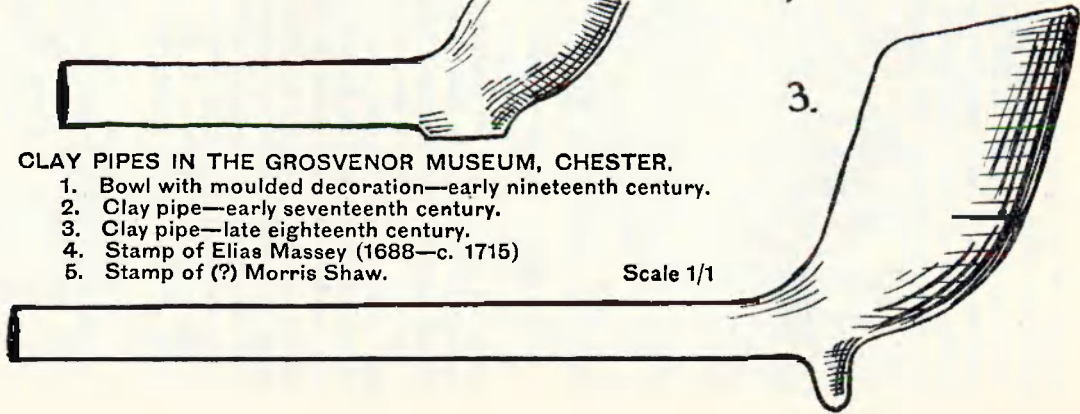 3.
CLAY PIPES IN THE GROSVENOR MUSEUM, CHESTER.
1. Bowl with moulded decoration—early nineteenth century.
2. Clay pipe—early seventeenth century.
3. Clay pipe—late eighteenth century.
4. Stamp of Elias Massey (1688—c. 1715)
5. Stamp of (?) Morris Shaw. Scale 1/1